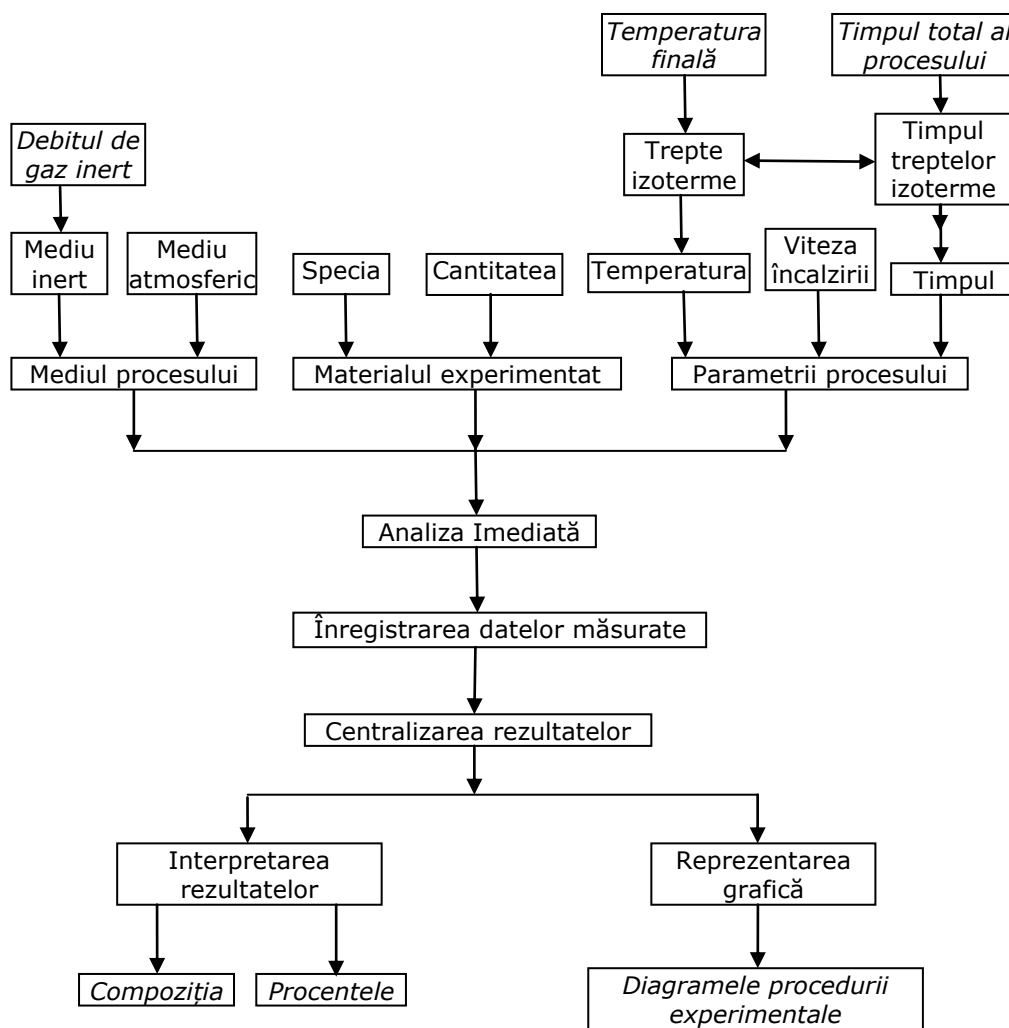 Temperatura
finală
Timpul total al
procesului
Debitul de
gaz inert
Trepte
izoterme
Timpul
treptelor
izoterme
Mediu
inert
Mediu
atmosferic
Specia
Cantitatea
Temperatura
Viteza
încalzirii
Timpul
Mediul procesului
Materialul experimentat
Parametrii procesului
Analiza Imediată
Înregistrarea datelor măsurate
Centralizarea rezultatelor
Interpretarea
rezultatelor
Reprezentarea
grafică
Compoziția
Procentele
Diagramele procedurii
experimentale